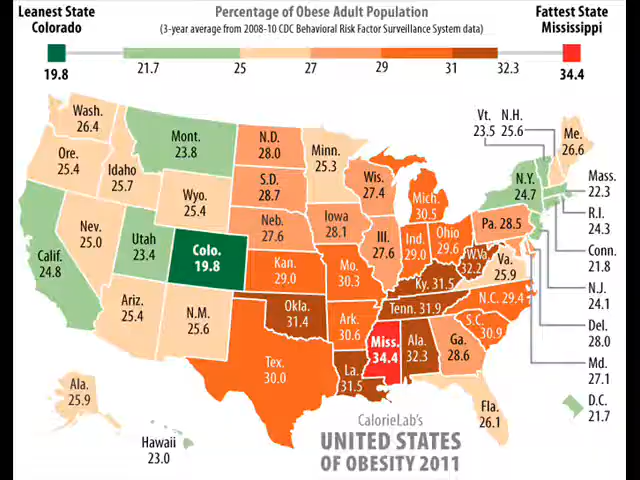 Leanest State
Colorado
19.8
Percentage of Obese Adult Population
(3-year average from 2008-10 CDC Behavioral Risk Factor Surveillance System data)
Fattest State
Mississippi
34.4
21.7 25 27 29 31 32.3
Wash.
26.4
Ore.
25.4
Idaho
25.7
Mont.
23.8
Wyo.
25.4
Nev.
25.0
Utah
23.4
Calif.
24.8
Colo.
19.8
Ariz.
25.4
N.M.
25.6
N.D.
28.0
S.D.
28.7
Neb.
27.6
Kan.
29.0
Okla.
31.4
Tex.
30.0
Minn.
25.3
Iowa
28.1
Mo.
30.3
Ark.
30.6
La.
31.5
Wis.
27.4
Ill.
27.6
Mich.
30.5
Ind.
29.0
Ohio
29.6
Ky. 31.5
Tenn. 31.9
Miss.
34.4
Ala.
32.3
Ga.
28.6
Fla.
26.1
S.C.
30.9
N.C. 29.4
Va.
25.9
W.Va
32.2
Pa. 28.5
N.Y.
24.7
Vt.
23.5
N.H.
25.6
Me.
26.6
Mass.
22.3
R.I.
24.3
Conn.
21.8
N.J.
24.1
Del.
28.0
Md.
27.1
D.C.
21.7
Ala.
25.9
Hawaii
23.0
CalorieLab's
UNITED STATES
OF OBESITY 2011